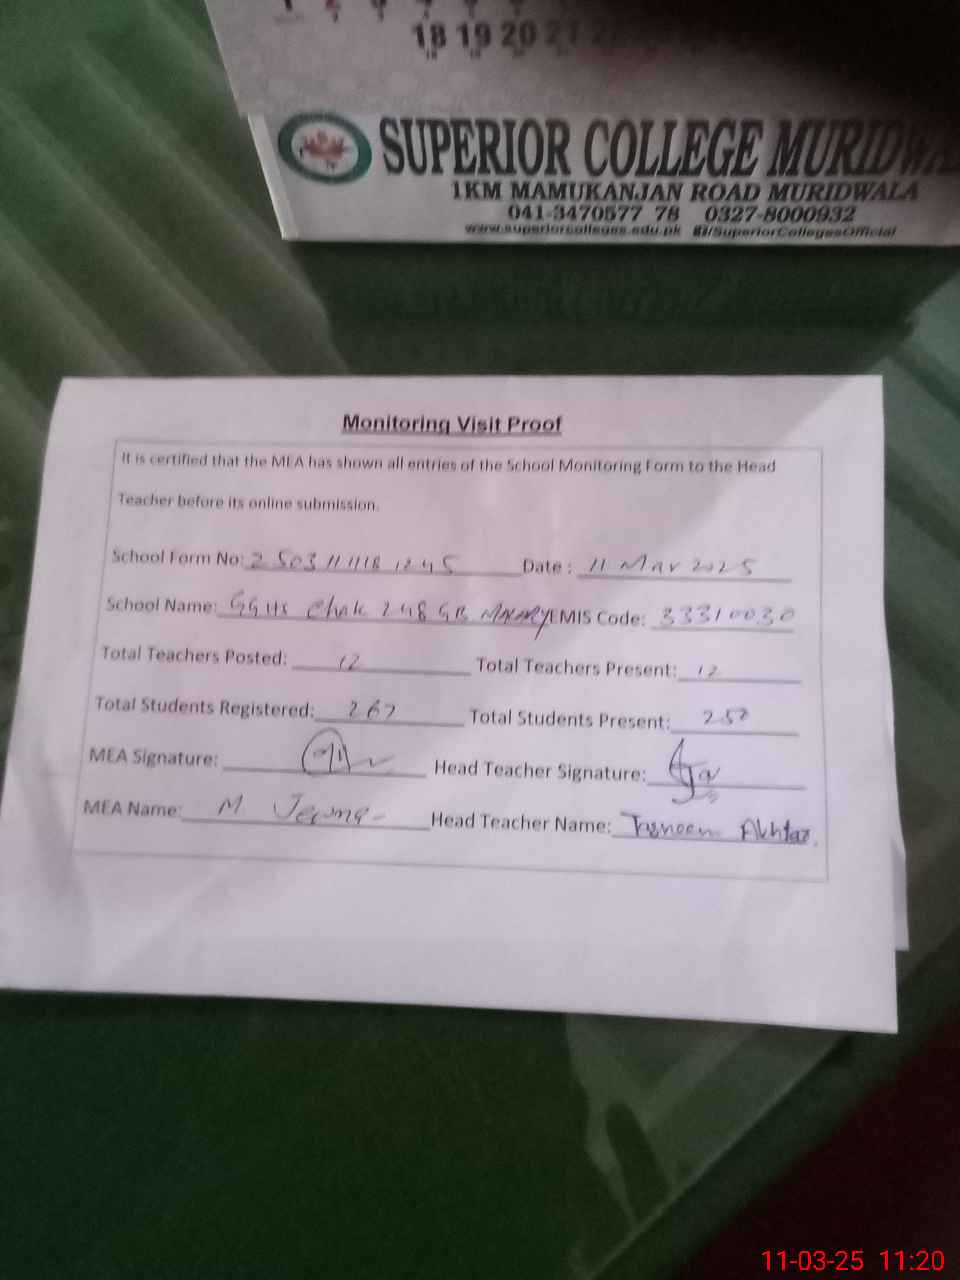 18 19 20 21
SUPERIOR COLLEGE
1KM MAMUKANJAN ROAD MURIDWALA
041-3470577 78 0327-8000932
www.superiorcolleges.edu.pk /SuperiorCollegesOfficial
Monitoring Visit Proof
It is certified that the MEA has shown all entries of the School Monitoring Form to the Head
Teacher before its online submission.
School Form No: Date : 11 Mar 2025
School Name: GGHS Chak 248 GB EMIS Code: 33310030
Total Teachers Posted: 12 Total Teachers Present: 12
Total Students Registered: 267 Total Students Present:
MEA Signature: Head Teacher Signature:
MEA Name: M Head Teacher Name: Tasneem Akhtar.
11-03-25 11:20